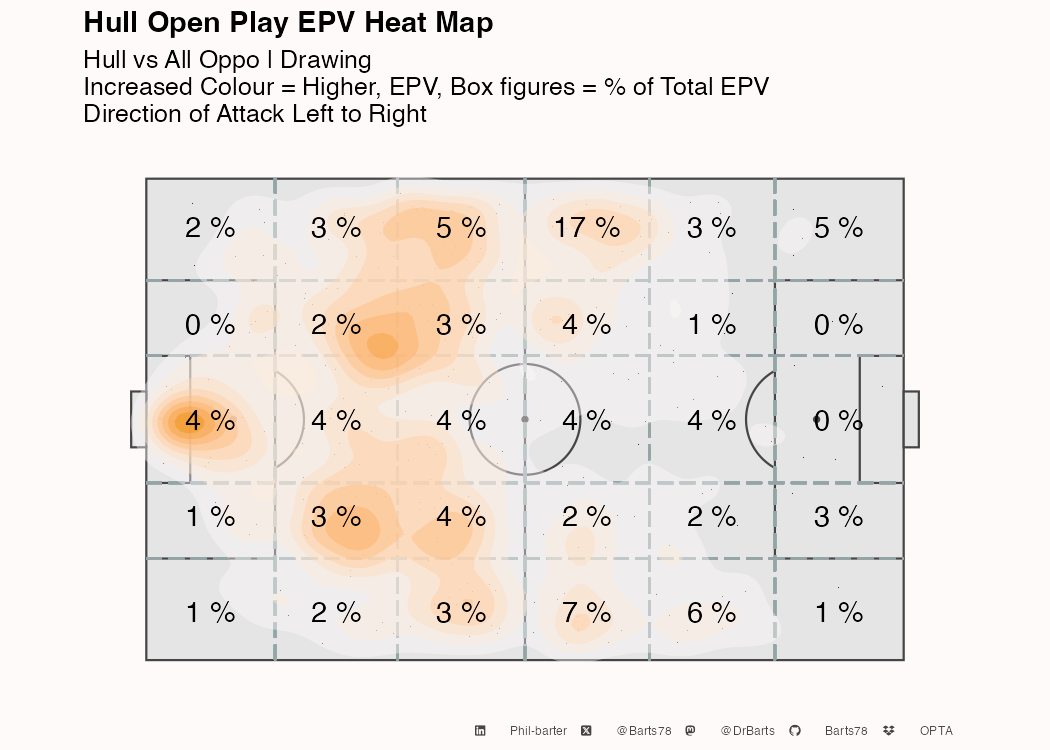 Hull Open Play EPV Heat Map
Hull vs All Oppo | Drawing
Increased Colour = Higher, EPV, Box figures = % of Total EPV
Direction of Attack Left to Right
2 % 3 % 5 % 17 % 3 % 5 %
0 % 2 % 3 % 4 % 1 % 0 %
4 % 4 % 4 % 4 % 4 % 0 %
1 % 3 % 4 % 2 % 2 % 3 %
1 % 2 % 3 % 7 % 6 % 1 %
Phil-barter @Barts78 @DrBarts Barts78 OPTA